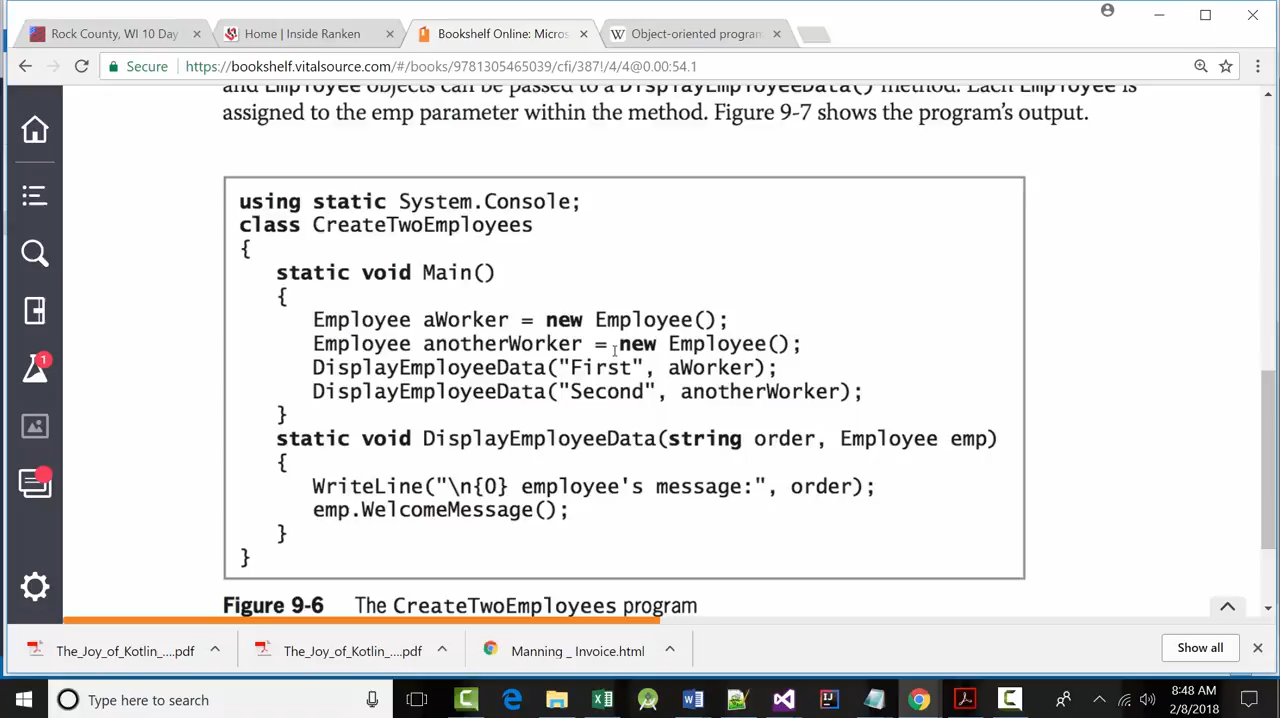 Rock County, WI 10 Day
Home | Inside Ranken
Bookshelf Online: Micros
Object-oriented program
Secure
https://bookshelf.vitalsource.com/#/books/9781305465039/cfi/387!/4/4@0.00:54.1
and Employee objects can be passed to a DisplayEmployeeData() method. Each Employee is
assigned to the emp parameter within the method. Figure 9-7 shows the program's output.
using static System.Console;
class CreateTwoEmployees
{
static void Main()
{
Employee aWorker = new Employee();
Employee anotherWorker = new Employee();
DisplayEmployeeData("First", aWorker);
DisplayEmployeeData("Second", anotherWorker);
}
static void DisplayEmployeeData(string order, Employee emp)
{
WriteLine("\n{0} employee's message:", order);
emp.WelcomeMessage();
}
}
Figure 9-6 The CreateTwoEmployees program
1
The_Joy_of_Kotlin_....pdf
The_Joy_of_Kotlin_....pdf
Manning _ Invoice.html
Show all
Type here to search
8:48 AM
2/8/2018